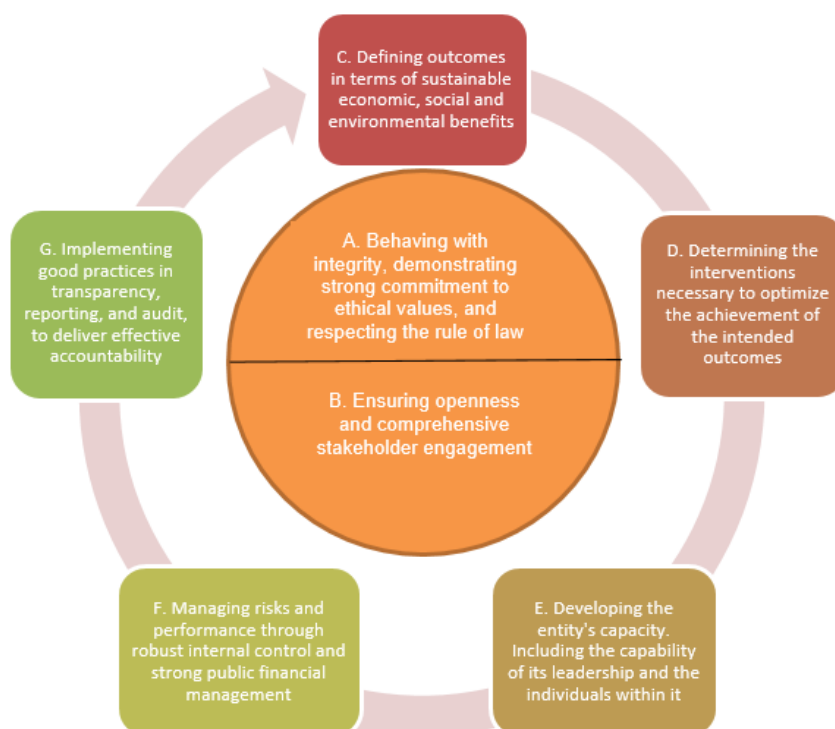 C. Defining outcomes
in terms of sustainable
economic, social and
environmental benefits
A. Behaving with
integrity, demonstrating
strong commitment to
ethical values, and
respecting the rule of law
B. Ensuring openness
and comprehensive
stakeholder engagement
D. Determining the
interventions
necessary to optimize
the achievement of
the intended
outcomes
E. Developing the
entity's capacity.
Including the capability
of its leadership and the
individuals within it
F. Managing risks and
performance through
robust internal control and
strong public financial
management
G. Implementing
good practices in
transparency,
reporting, and audit,
to deliver effective
accountability